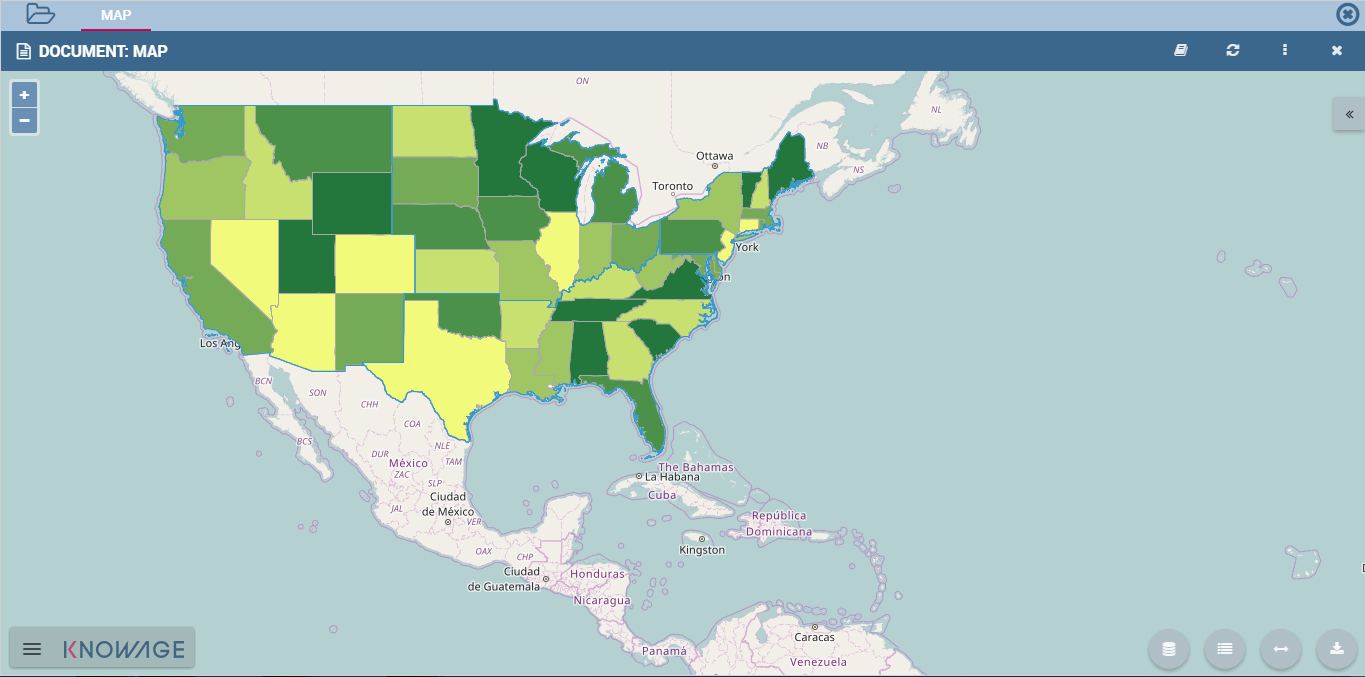 MAP
DOCUMENT: MAP
+
−
«
ON
NL
NB
NS
Ottawa
Toronto
York
on
Los Ang
BCN
SON
CHH
COA
BCS
NLE
DUR
México
TAM
ZAC
SLP
Ciudad
de México
JAL
VER
OAX
CHP
Ciudad
de Guatemala
Honduras
Nicaragua
Panamá
The Bahamas
La Habana
Cuba
República
Dominicana
Kingston
Caracas
Venezuela
KNOWAGE